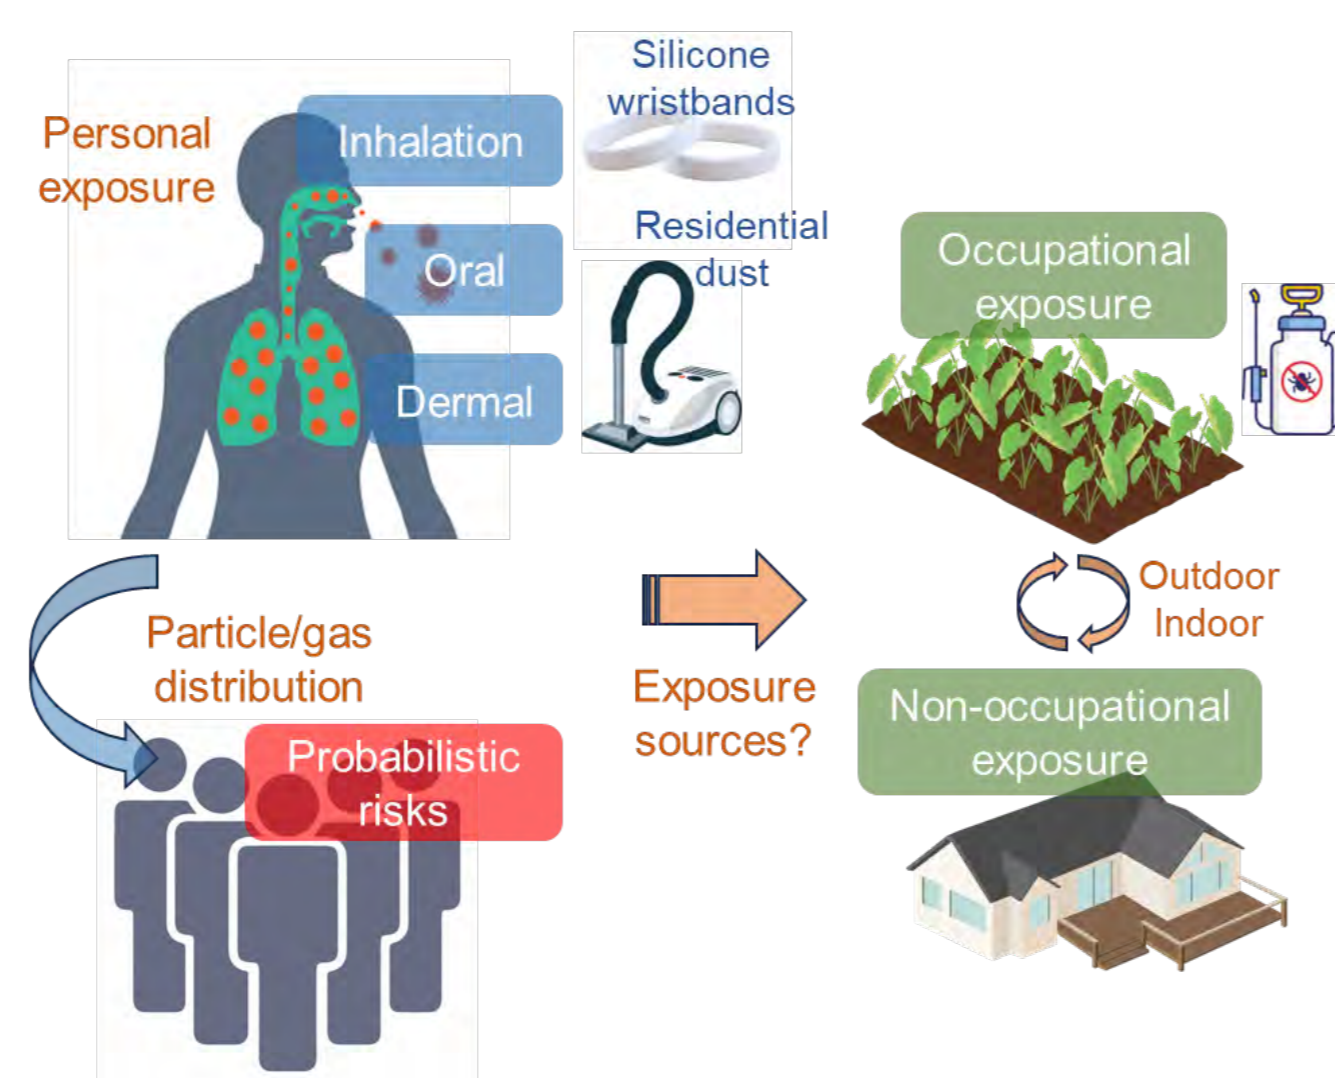 Personal
exposure
Inhalation
Oral
Dermal
Silicone
wristbands
Residential
dust
Occupational
exposure
Particle/gas
distribution
Probabilistic
risks
Exposure
sources?
Outdoor
Indoor
Non-occupational
exposure